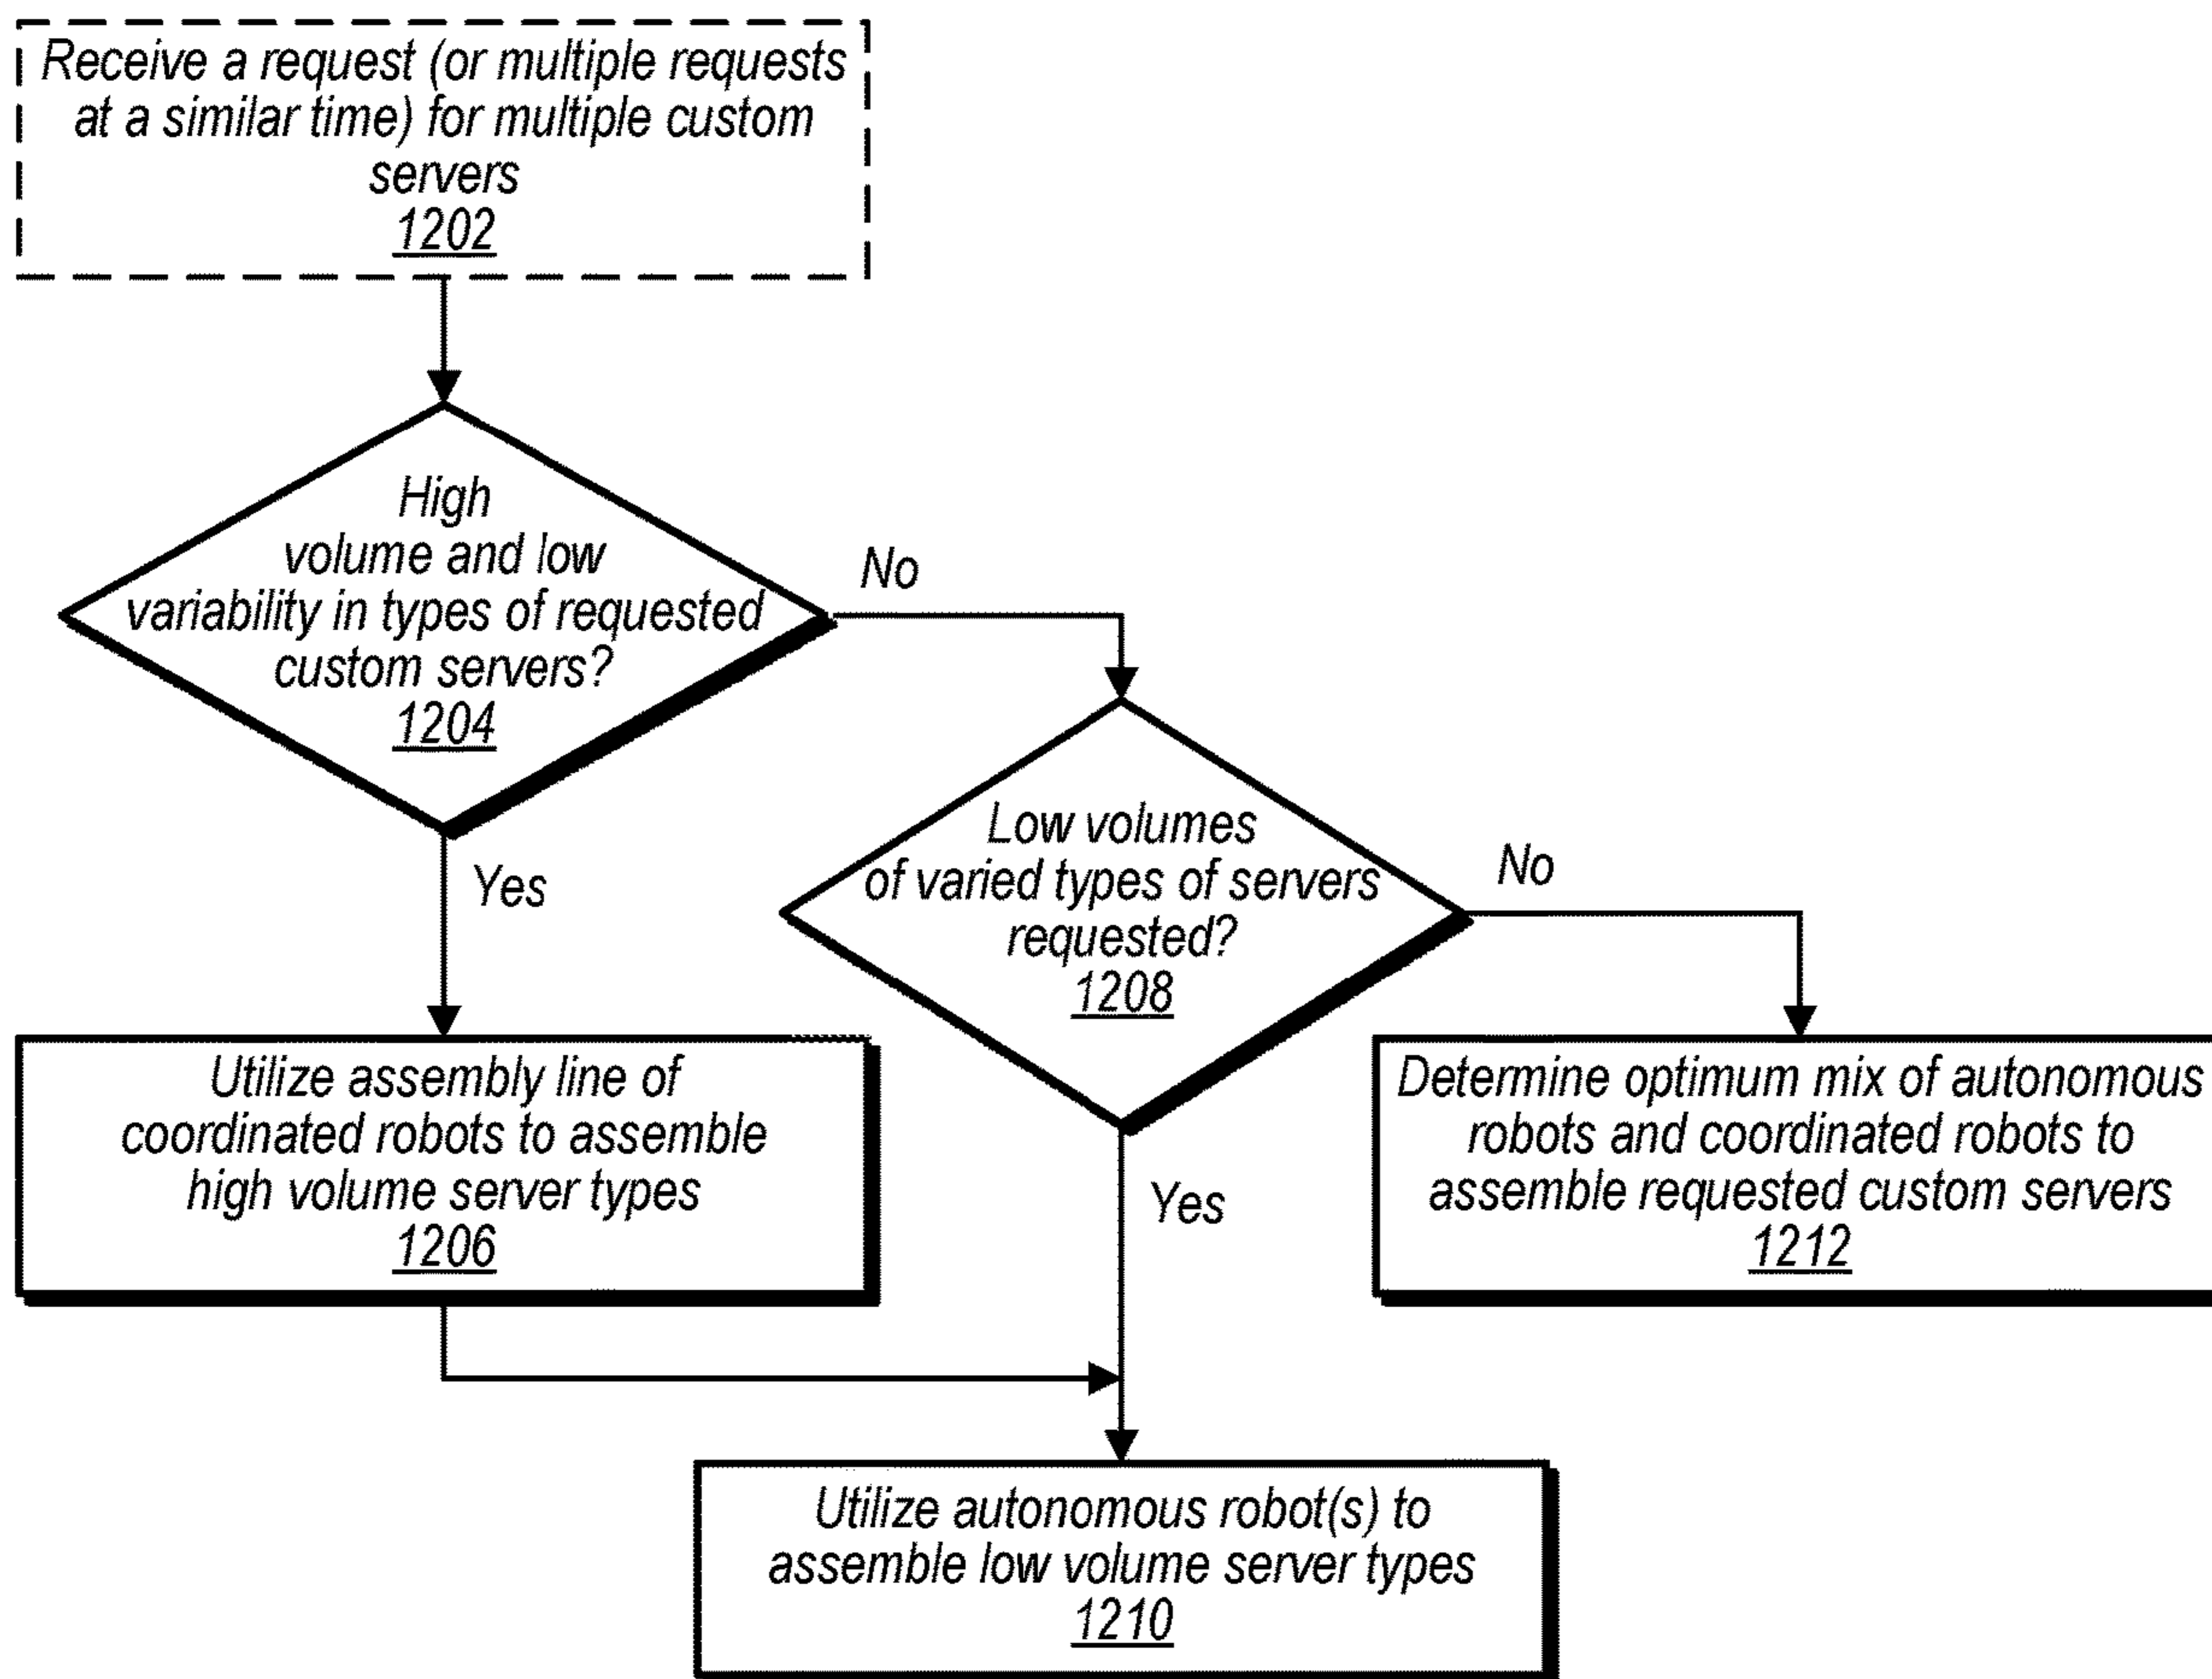 Receive a request (or multiple requests
at a similar time) for multiple custom
servers
1202
High
volume and low
variability in types of requested
custom servers?
1204
No
Yes
Low volumes
of varied types of servers
requested?
1208
No
Yes
Utilize assembly line of
coordinated robots to assemble
high volume server types
1206
Determine optimum mix of autonomous
robots and coordinated robots to
assemble requested custom servers
1212
Utilize autonomous robot(s) to
assemble low volume server types
1210